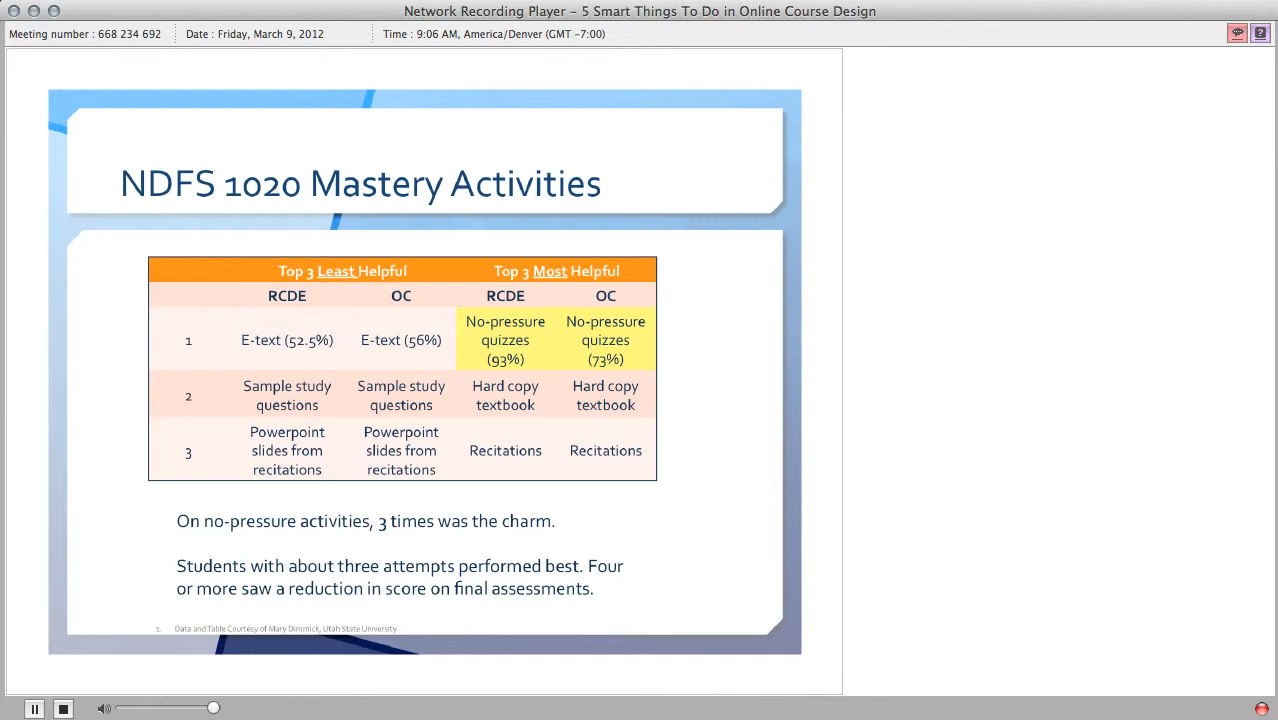 Network Recording Player – 5 Smart Things To Do in Online Course Design
Meeting number : 668 234 692 Date : Friday, March 9, 2012 Time : 9:06 AM, America/Denver (GMT -7:00)
NDFS 1020 Mastery Activities
Top 3 Least Helpful Top 3 Most Helpful
RCDE OC RCDE OC
1 E-text (52.5%) E-text (56%) No-pressure quizzes (93%) No-pressure quizzes (73%)
2 Sample study questions Sample study questions Hard copy textbook Hard copy textbook
3 Powerpoint slides from recitations Powerpoint slides from recitations Recitations Recitations
On no-pressure activities, 3 times was the charm.
Students with about three attempts performed best. Four
or more saw a reduction in score on final assessments.
1. Data and Table Courtesy of Mary Dimmick, Utah State University